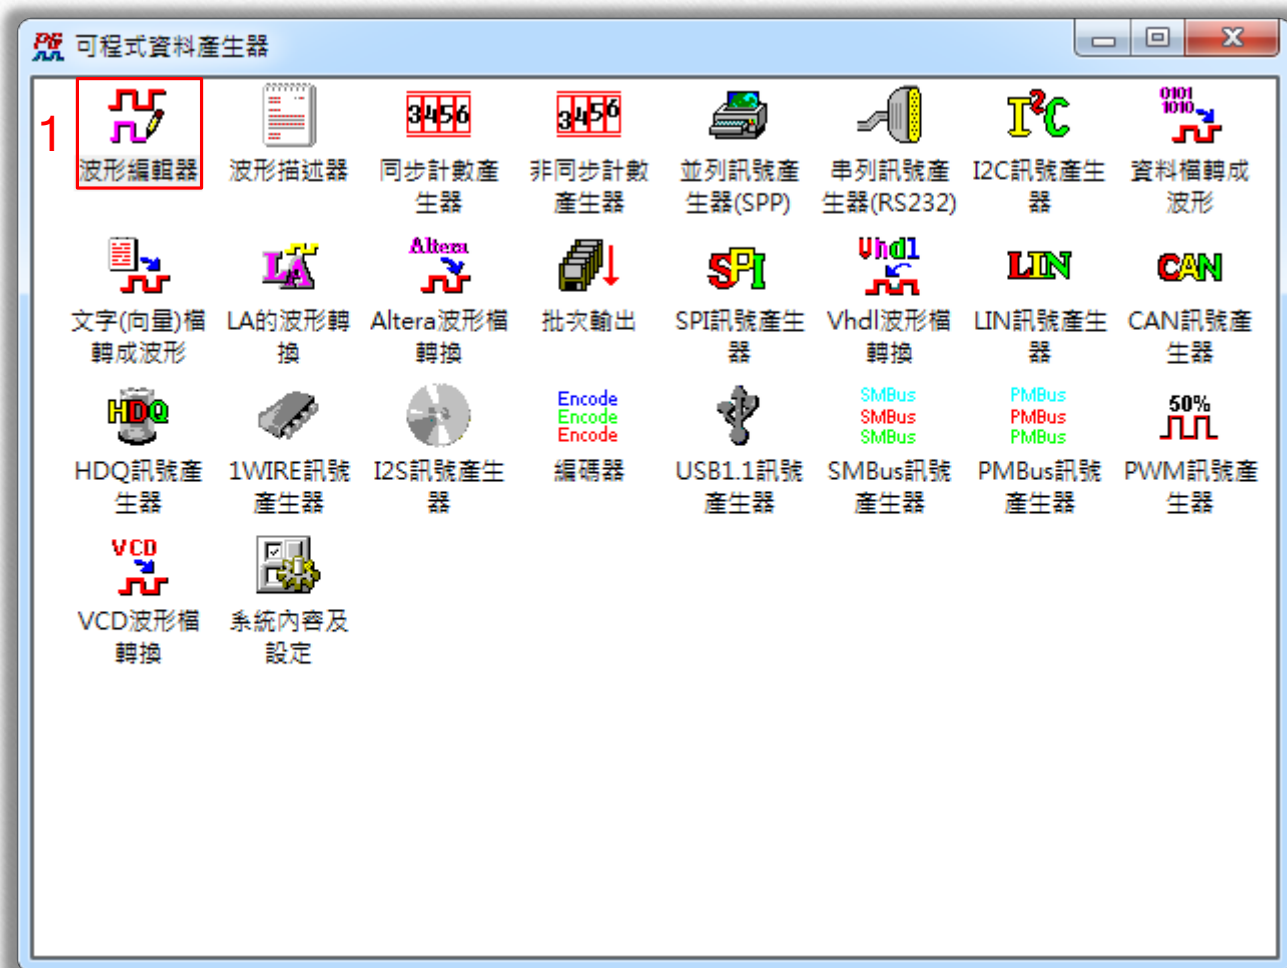 PG 可程式資料產生器
1
3456
3456
I²C
0101
1010
波形編輯器 波形描述器 同步計數產 非同步計數 並列訊號產 串列訊號產 I2C訊號產生 資料檔轉成
生器 產生器 生器(SPP) 生器(RS232) 器 波形
LA Altera SPI Vhdl LIN CAN
文字(向量)檔 LA的波形轉 Altera波形檔 批次輸出 SPI訊號產生 Vhdl波形檔 LIN訊號產生 CAN訊號產
轉成波形 換 轉換 器 轉換 器 生器
HDQ Encode SMBus PMBus 50%
Encode SMBus PMBus
Encode SMBus PMBus
HDQ訊號產 1WIRE訊號 I2S訊號產生 編碼器 USB1.1訊號 SMBus訊號 PMBus訊號 PWM訊號產
生器 產生器 器 產生器 產生器 產生器 生器
VCD
VCD波形檔 系統內容及
轉換 設定